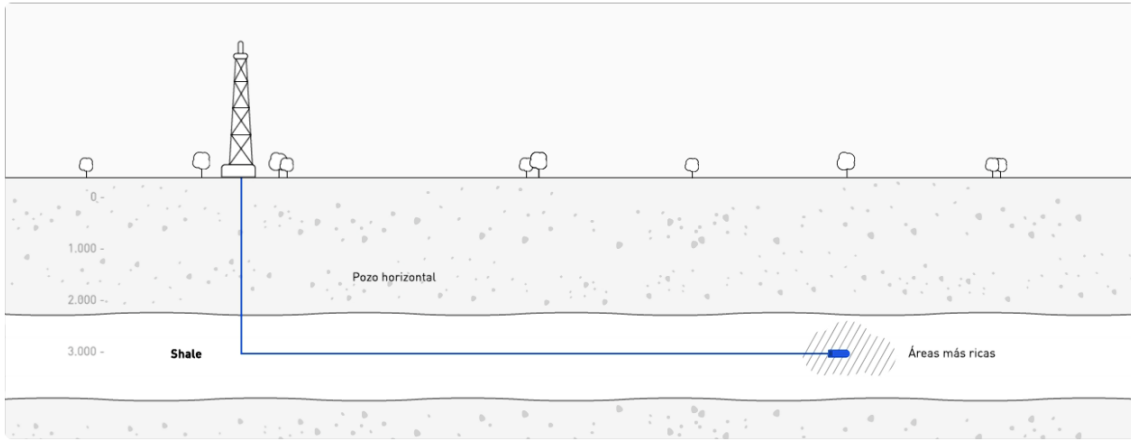 0 -
1.000 -
Pozo horizontal
2.000 -
3.000 -
Shale
Áreas más ricas